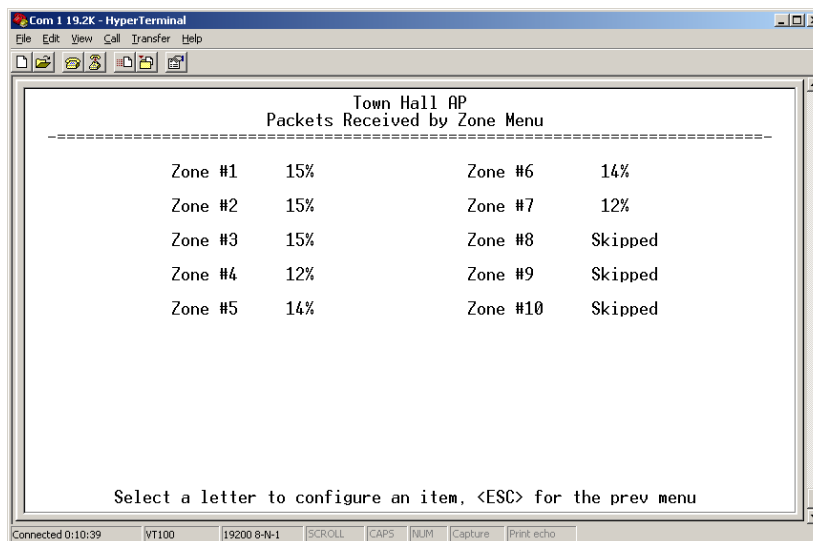 Com 1 19.2K - HyperTerminal
File Edit View Call Transfer Help
Town Hall AP
Packets Received by Zone Menu
-==========================================================================-
Zone #1 15% Zone #6 14%
Zone #2 15% Zone #7 12%
Zone #3 15% Zone #8 Skipped
Zone #4 12% Zone #9 Skipped
Zone #5 14% Zone #10 Skipped
Select a letter to configure an item, <ESC> for the prev menu
Connected 0:10:39 VT100 19200 8-N-1 SCROLL CAPS NUM Capture Print echo